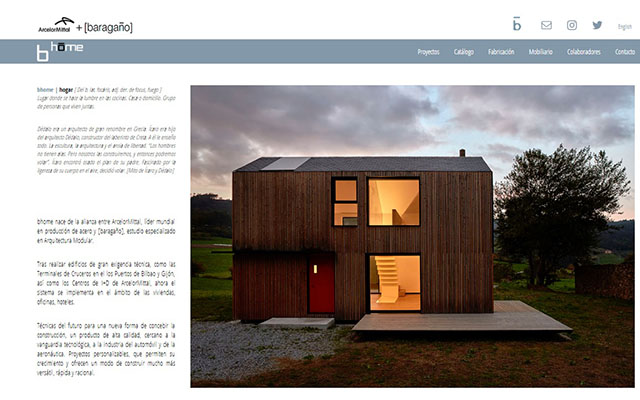 ArcelorMittal + [baragaño]
b
English
bhome
Proyectos Catálogo Fabricación Mobiliario Colaboradores Contacto
bhome | hogar [ Del b. lat. focaris, adj. der. de focus, fuego. ]
Lugar donde se hace la lumbre en las cocinas. Casa o domicilio. Grupo
de personas que viven juntas.
Dédalo era un arquitecto de gran renombre en Grecia. Ícaro era hijo
del arquitecto Dédalo, constructor del laberinto de Creta. A él le enseñó
todo. La escultura, la arquitectura y el ansia de libertad. "Los hombres
no tienen alas. Pero nosotros las construiremos, y entonces podremos
volar". Ícaro encontró osado el plan de su padre. Fascinado por la
ligereza de su cuerpo en el aire, decidió volar. [Mito de Ícaro y Dédalo]
bhome nace de la alianza entre ArcelorMittal, líder mundial
en producción de acero y [baragaño], estudio especializado
en Arquitectura Modular.
Tras realizar edificios de gran exigencia técnica, como las
Terminales de Cruceros en el los Puertos de Bilbao y Gijón,
así como los Centros de I+D de ArcelorMittal, ahora el
sistema se implementa en el ámbito de las viviendas,
oficinas, hoteles.
Técnicas del futuro para una nueva forma de concebir la
construcción, un producto de alta calidad, cercano a la
vanguardia tecnológica, a la industria del automóvil y de la
aeronáutica. Proyectos personalizables, que permiten su
crecimiento y ofrecen un modo de construir mucho más
versátil, rápida y racional.